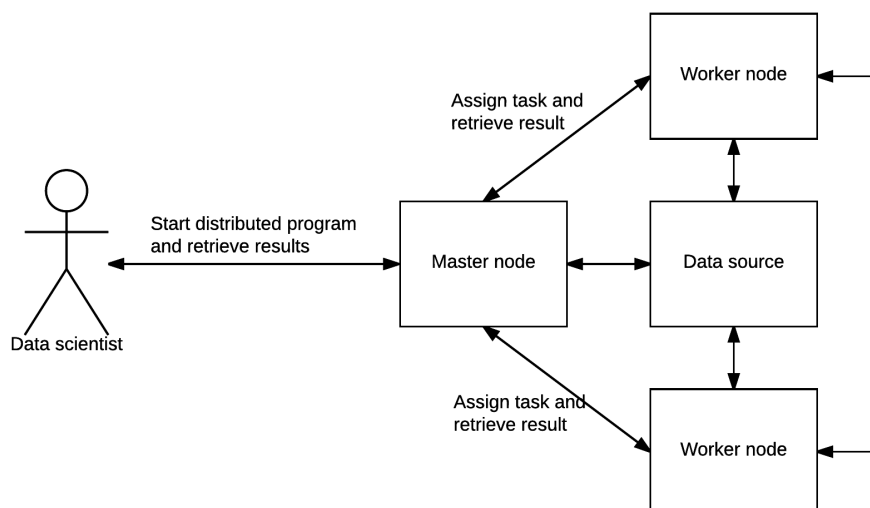 Worker node
Assign task and
retrieve result
Start distributed program
and retrieve results
Master node
Data source
Data scientist
Assign task and
retrieve result
Worker node